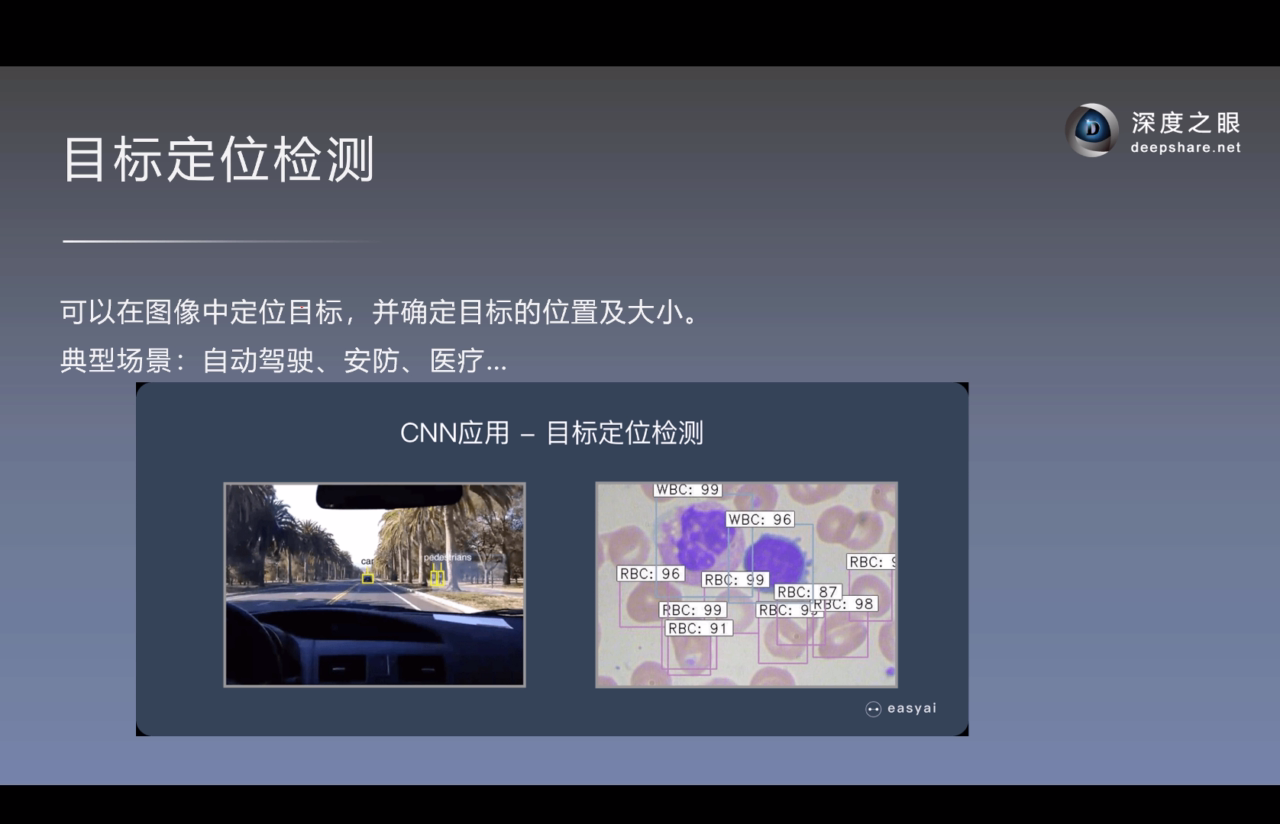 深度之眼
deepshare.net
目标定位检测
可以在图像中定位目标，并确定目标的位置及大小。
典型场景：自动驾驶、安防、医疗...
CNN应用 – 目标定位检测
car
pedestrians
WBC: 99
WBC: 96
RBC: 96
RBC: 99
RBC:
RBC: 87
RBC: 98
RBC: 99
RBC: 9
RBC: 91
easyai